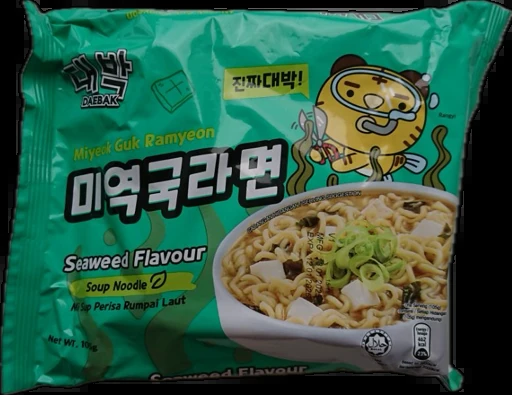 대박
DAEBAK
진짜대박!
Miyeok Guk Ramyeon
미역국라면
Seaweed Flavour
Soup Noodle
Mi Sup Perisa Rumpai Laut
Net WT. 106g
Seaweed Flavour